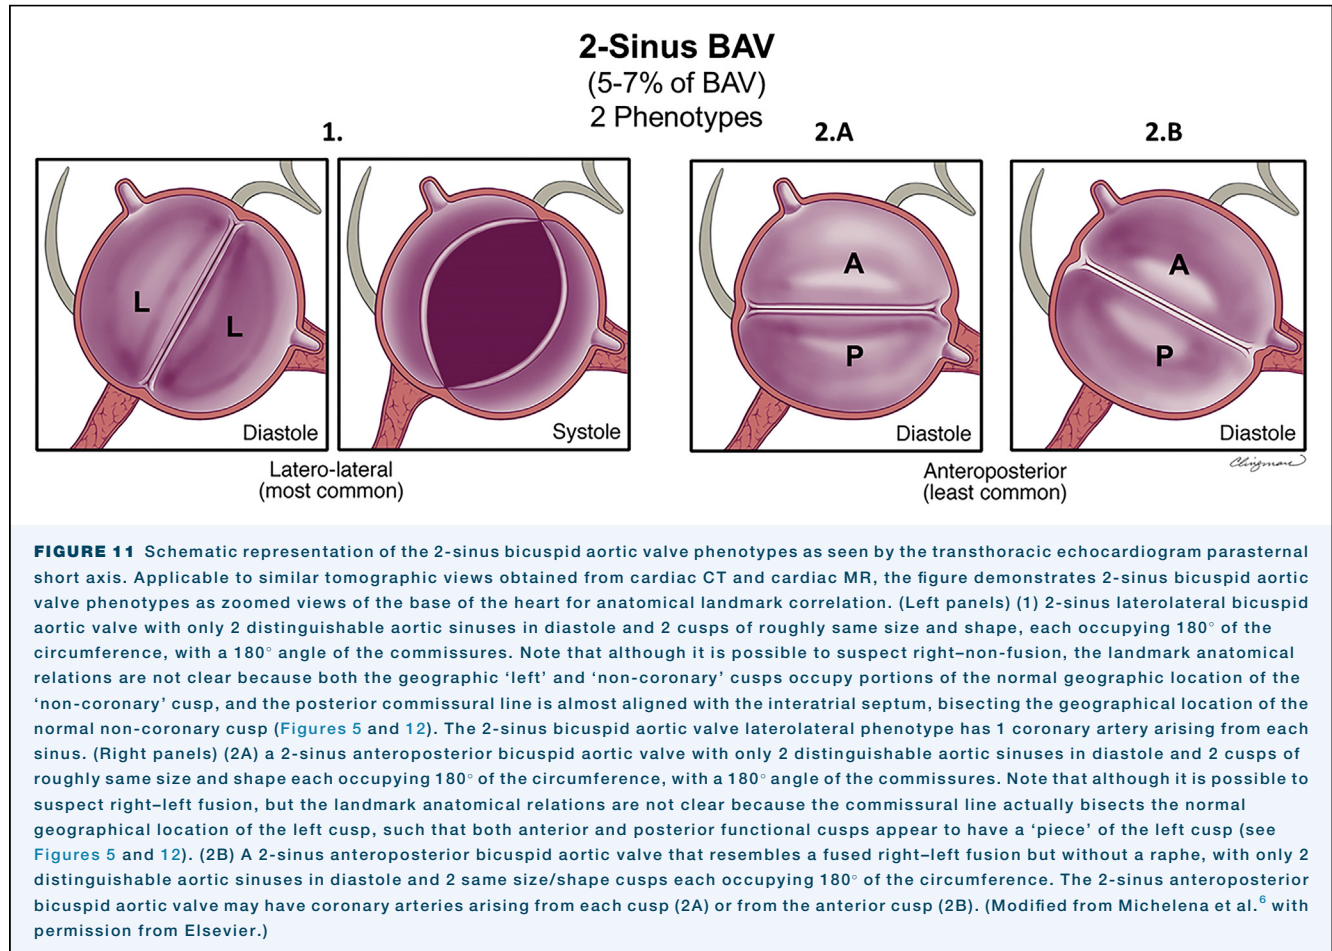 2-Sinus BAV
(5-7% of BAV)
2 Phenotypes
1.
2.A
2.B
L
L
Diastole
Systole
A
P
Diastole
A
P
Diastole
Clingman
Latero-lateral
(most common)
Anteroposterior
(least common)
FIGURE 11 Schematic representation of the 2-sinus bicuspid aortic valve phenotypes as seen by the transthoracic echocardiogram parasternal
short axis. Applicable to similar tomographic views obtained from cardiac CT and cardiac MR, the figure demonstrates 2-sinus bicuspid aortic
valve phenotypes as zoomed views of the base of the heart for anatomical landmark correlation. (Left panels) (1) 2-sinus laterolateral bicuspid
aortic valve with only 2 distinguishable aortic sinuses in diastole and 2 cusps of roughly same size and shape, each occupying 180° of the
circumference, with a 180° angle of the commissures. Note that although it is possible to suspect right–non-fusion, the landmark anatomical
relations are not clear because both the geographic ‘left’ and ‘non-coronary’ cusps occupy portions of the normal geographic location of the
‘non-coronary’ cusp, and the posterior commissural line is almost aligned with the interatrial septum, bisecting the geographical location of the
normal non-coronary cusp (Figures 5 and 12). The 2-sinus bicuspid aortic valve laterolateral phenotype has 1 coronary artery arising from each
sinus. (Right panels) (2A) a 2-sinus anteroposterior bicuspid aortic valve with only 2 distinguishable aortic sinuses in diastole and 2 cusps of
roughly same size and shape each occupying 180° of the circumference, with a 180° angle of the commissures. Note that although it is possible to
suspect right–left fusion, but the landmark anatomical relations are not clear because the commissural line actually bisects the normal
geographical location of the left cusp, such that both anterior and posterior functional cusps appear to have a ‘piece’ of the left cusp (see
Figures 5 and 12). (2B) A 2-sinus anteroposterior bicuspid aortic valve that resembles a fused right–left fusion but without a raphe, with only 2
distinguishable aortic sinuses in diastole and 2 same size/shape cusps each occupying 180° of the circumference. The 2-sinus anteroposterior
bicuspid aortic valve may have coronary arteries arising from each cusp (2A) or from the anterior cusp (2B). (Modified from Michelena et al.6 with
permission from Elsevier.)